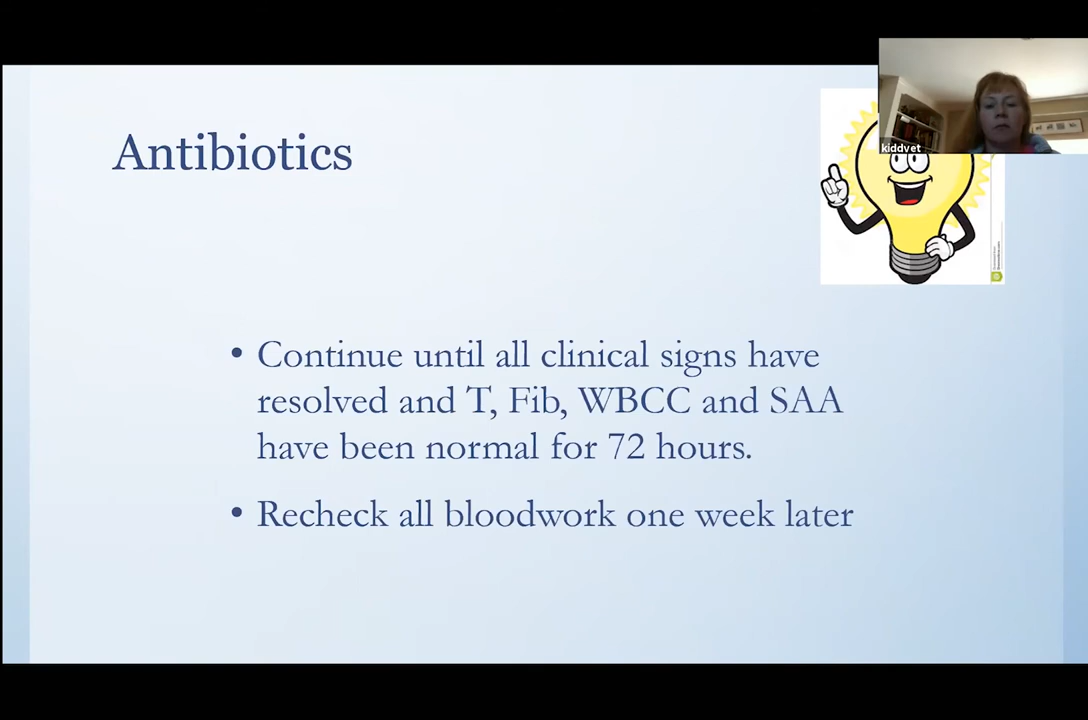 kiddvet
Antibiotics
• Continue until all clinical signs have
resolved and T, Fib, WBCC and SAA
have been normal for 72 hours.
• Recheck all bloodwork one week later